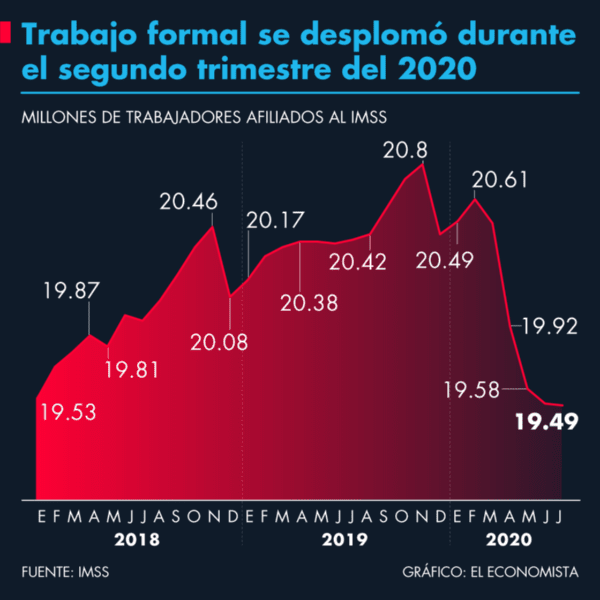 Trabajo formal se desplomó durante
el segundo trimestre del 2020
MILLONES DE TRABAJADORES AFILIADOS AL IMSS
20.8
20.46
20.61
20.17
19.87
20.42
20.49
20.38
19.92
20.08
19.81
19.58
19.53
19.49
E F M A M J J A S O N D E F M A M J J A S O N D E F M A M J J
2018 2019 2020
FUENTE: IMSS GRÁFICO: EL ECONOMISTA